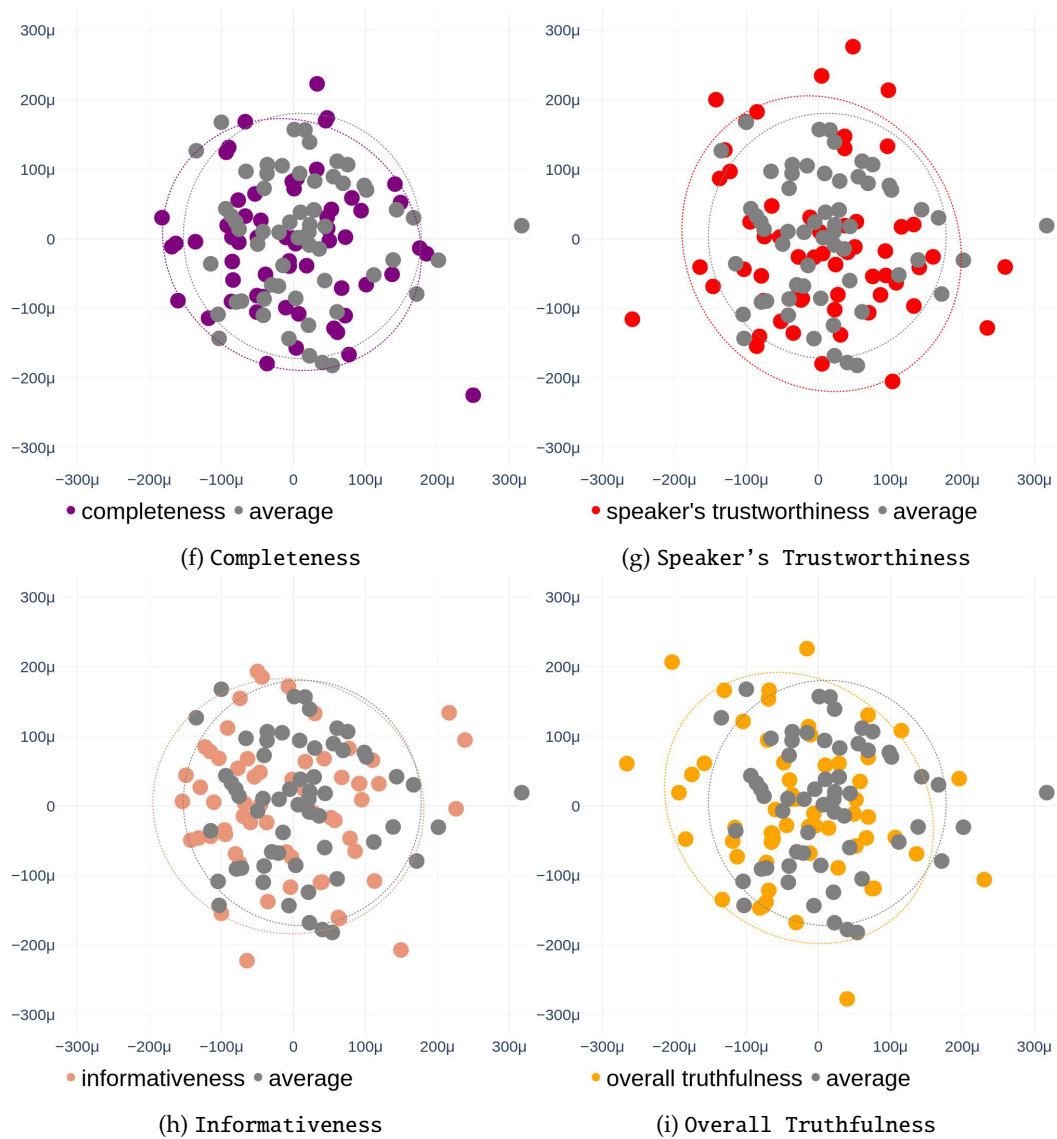 300μ 300μ
200μ 200μ
100μ 100μ
0 0
−100μ −100μ
−200μ −200μ
−300μ −300μ
−300μ −200μ −100μ 0 100μ 200μ 300μ −300μ −200μ −100μ 0 100μ 200μ 300μ
completeness average speaker's trustworthiness average
(f) Completeness (g) Speaker's Trustworthiness
300μ 300μ
200μ 200μ
100μ 100μ
0 0
−100μ −100μ
−200μ −200μ
−300μ −300μ
−300μ −200μ −100μ 0 100μ 200μ 300μ −300μ −200μ −100μ 0 100μ 200μ 300μ
informativeness average overall truthfulness average
(h) Informativeness (i) Overall Truthfulness